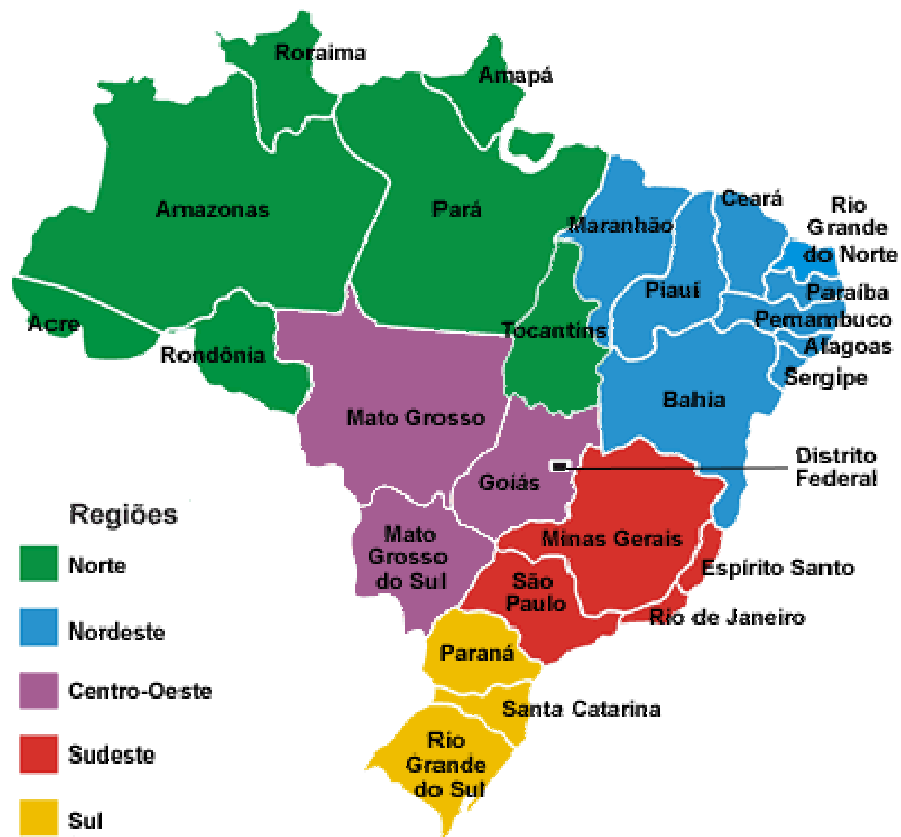 Roraima
Amapá
Amazonas
Pará
Maranhão
Ceará
Rio
Grande
do Norte
Piauí
Paraíba
Acre
Rondônia
Tocantins
Pernambuco
Alagoas
Sergipe
Bahia
Mato Grosso
Goiás
Distrito
Federal
Regiões
Norte
Nordeste
Centro-Oeste
Sudeste
Sul
Mato
Grosso
do Sul
Minas Gerais
Espírito Santo
São
Paulo
Rio de Janeiro
Paraná
Santa Catarina
Rio
Grande
do Sul